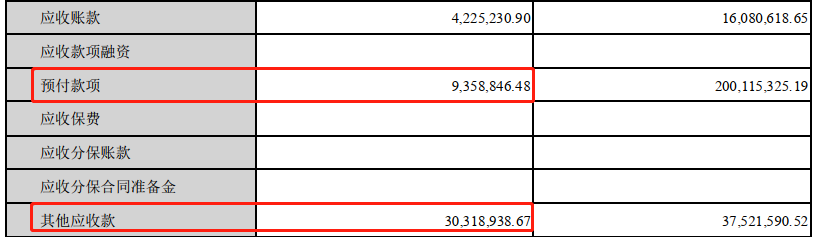 应收账款 4,225,230.90 16,080,618.65
应收款项融资
预付款项 9,358,846.48 200,115,325.19
应收保费
应收分保账款
应收分保合同准备金
其他应收款 30,318,938.67 37,521,590.52